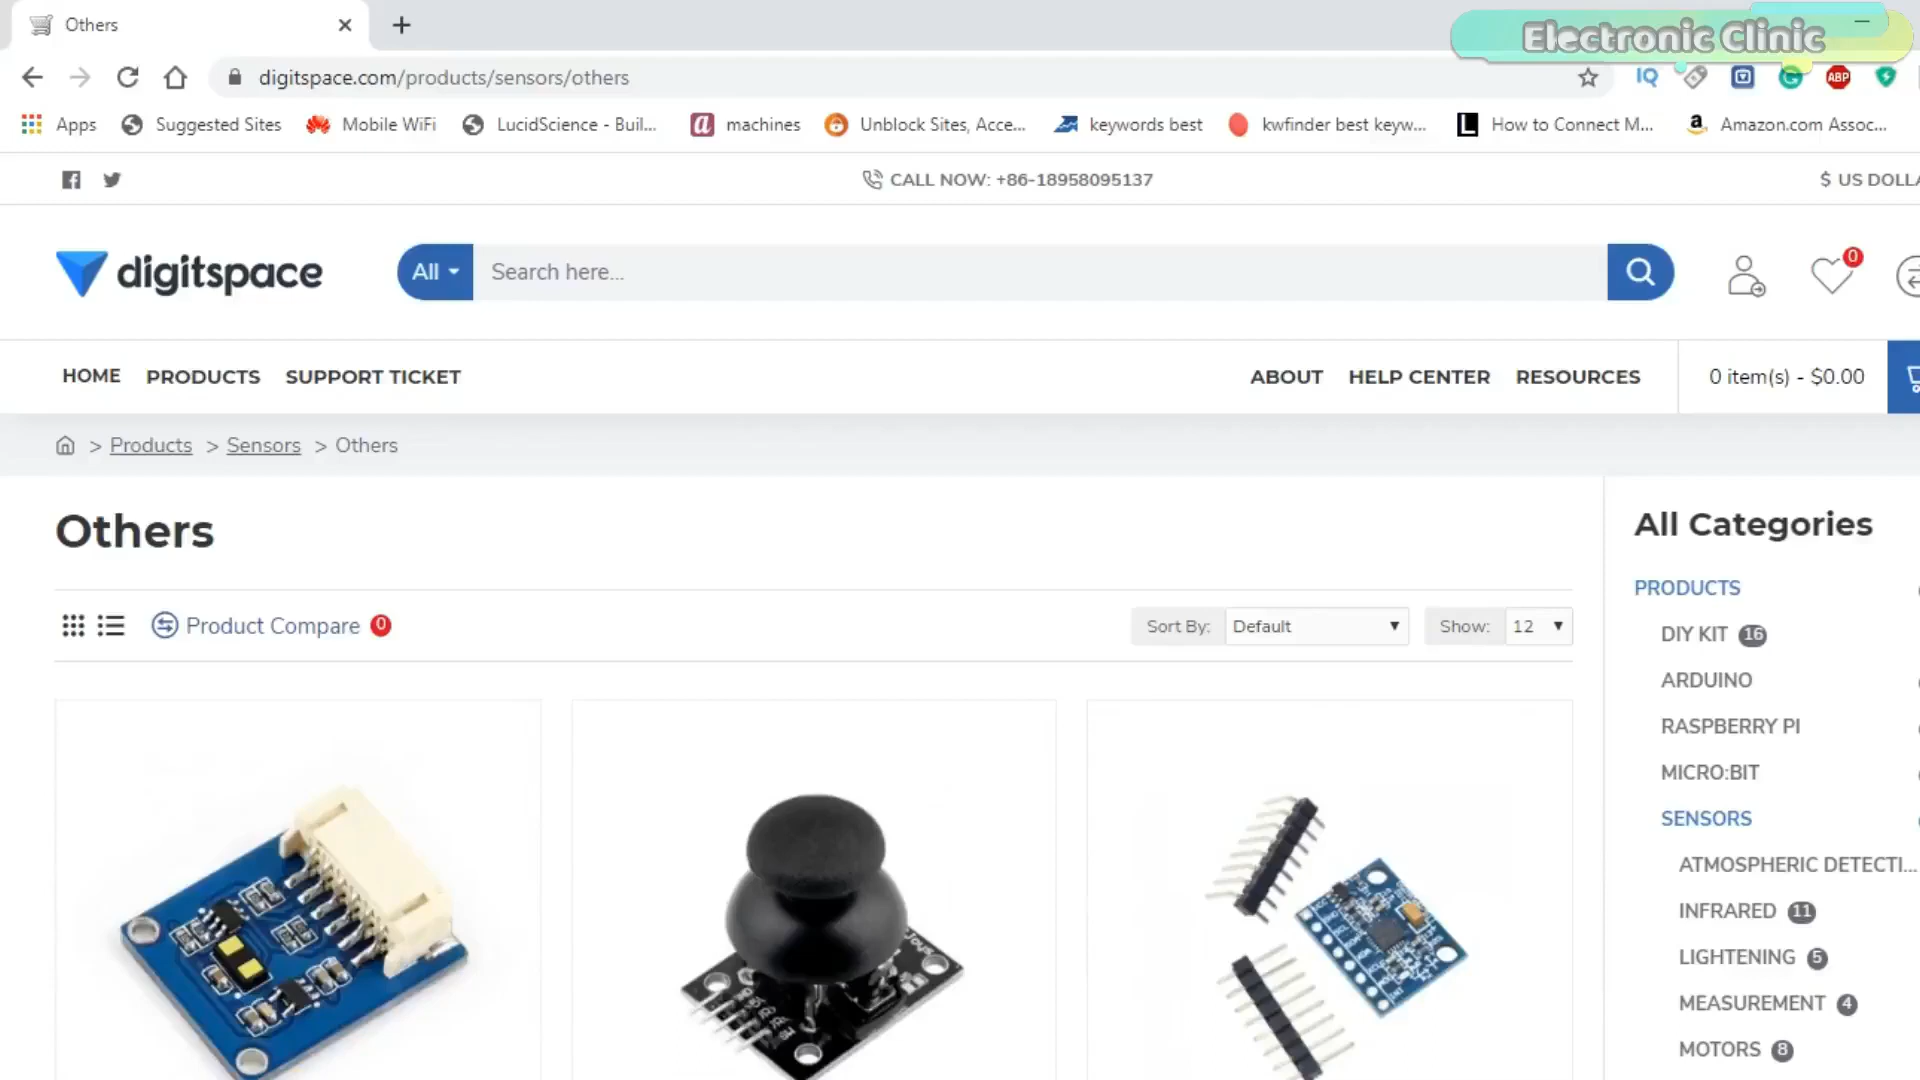 Others
Electronic Clinic
digitspace.com/products/sensors/others
IQ
ABP
Apps
Suggested Sites
Mobile WiFi
LucidScience - Buil...
machines
Unblock Sites, Acce...
keywords best
kwfinder best keyw...
How to Connect M...
Amazon.com Assoc...
CALL NOW: +86-18958095137
$ US DOLLA
digitspace
All
Search here...
0
HOME
PRODUCTS
SUPPORT TICKET
ABOUT
HELP CENTER
RESOURCES
0 item(s) - $0.00
> Products > Sensors > Others
Others
All Categories
Product Compare 0
Sort By: Default
Show: 12
PRODUCTS
DIY KIT 16
ARDUINO
RASPBERRY PI
MICRO:BIT
SENSORS
ATMOSPHERIC DETECTI...
INFRARED 11
LIGHTENING 5
MEASUREMENT 4
MOTORS 8